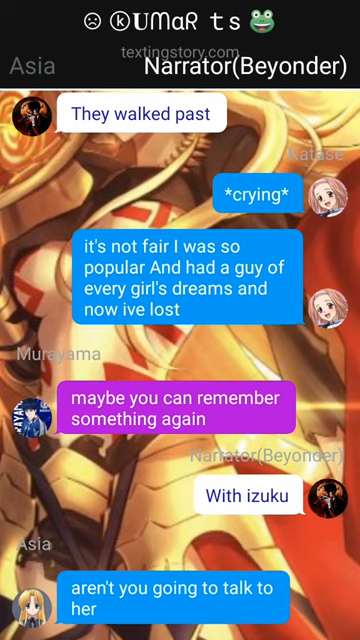 ☹ ⓚUMαR ts🐸
textingstory.com
Asia
Narrator(Beyonder)
They walked past
Katase
*crying*
it's not fair I was so
popular And had a guy of
every girl's dreams and
now ive lost
Murayama
maybe you can remember
something again
Narrator(Beyonder)
With izuku
Asia
aren't you going to talk to
her